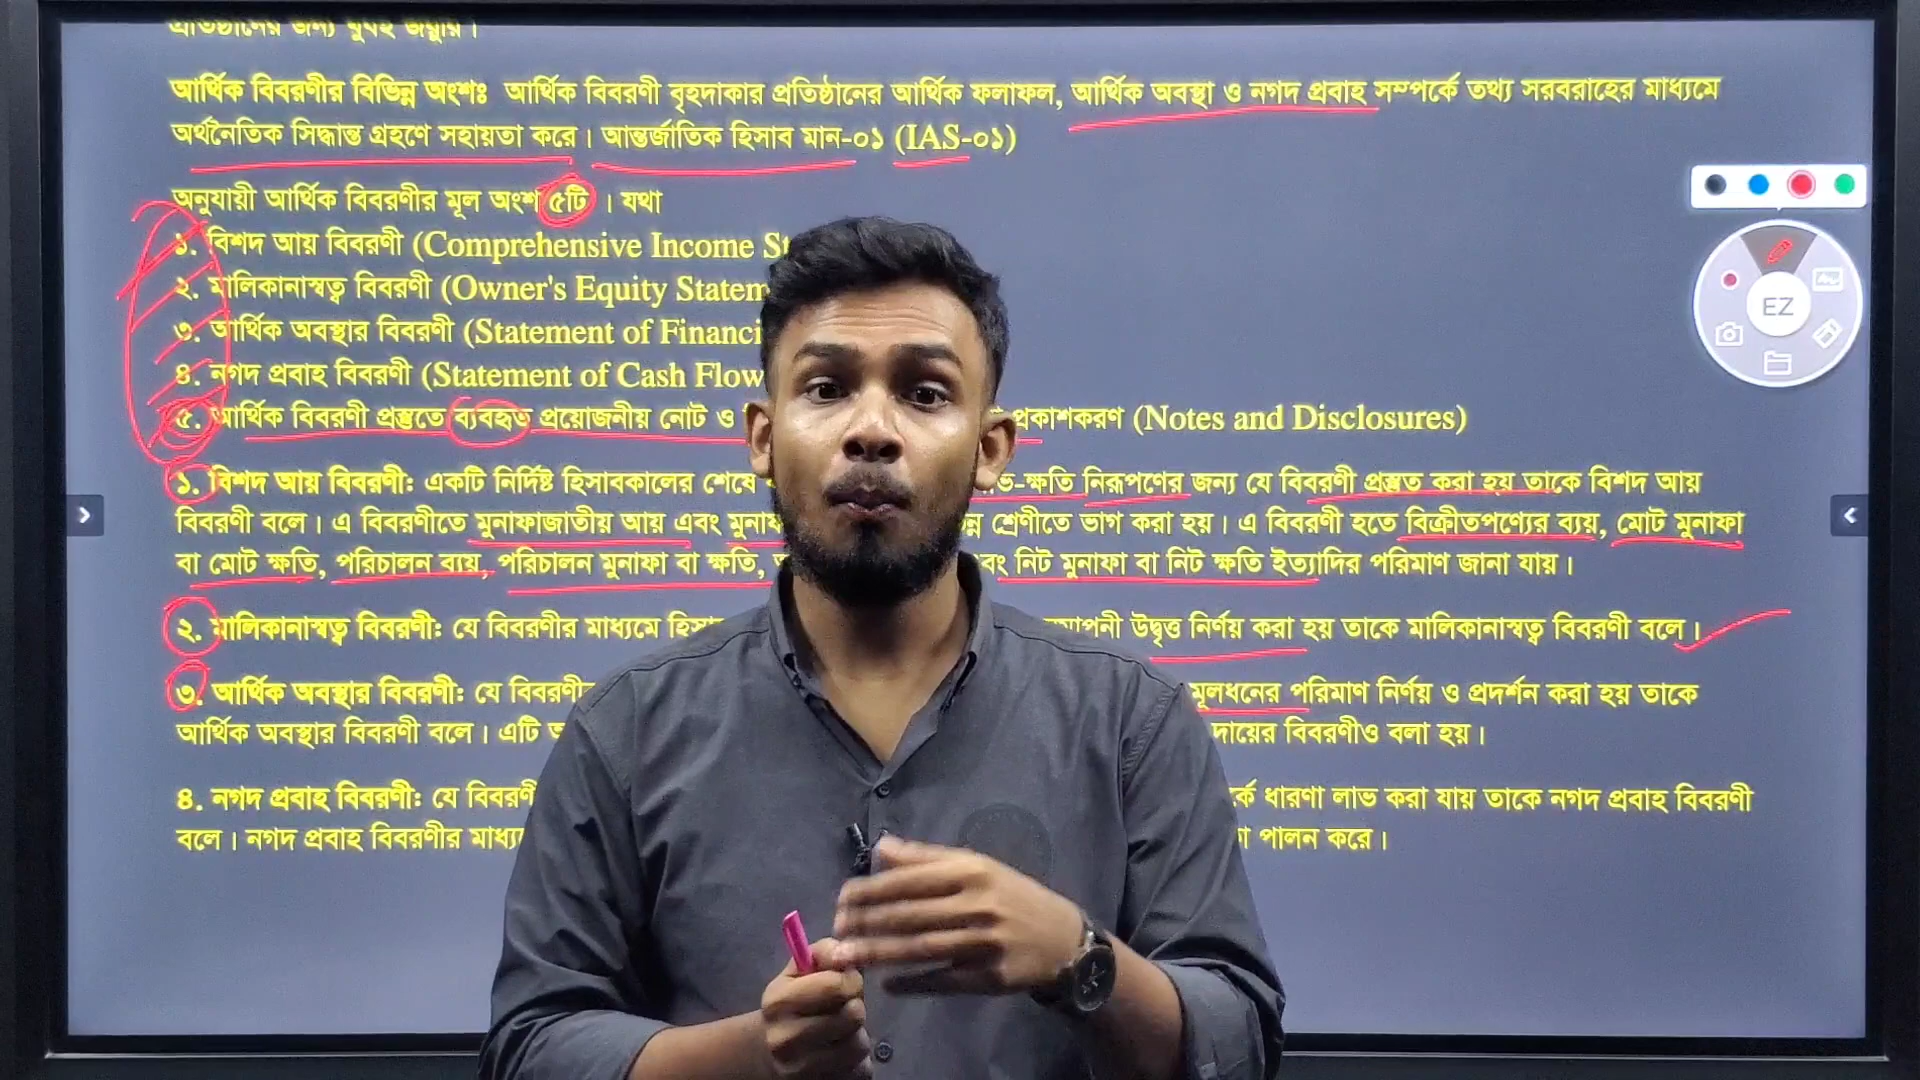 প্রতিষ্ঠানের জন্য খুবই জরুরি।
আর্থিক বিবরণীর বিভিন্ন অংশঃ আর্থিক বিবরণী বৃহদাকার প্রতিষ্ঠানের আর্থিক ফলাফল, আর্থিক অবস্থা ও নগদ প্রবাহ সম্পর্কে তথ্য সরবরাহের মাধ্যমে
অর্থনৈতিক সিদ্ধান্ত গ্রহণে সহায়তা করে। আন্তর্জাতিক হিসাব মান-০১ (IAS-০১)
অনুযায়ী আর্থিক বিবরণীর মূল অংশ ৫টি । যথা
১. বিশদ আয় বিবরণী (Comprehensive Income
২. মালিকানাস্বত্ব বিবরণী (Owner's Equity
৩. আর্থিক অবস্থার বিবরণী (Statement of
৪. নগদ প্রবাহ বিবরণী (Statement of Cash Flow
৫. আর্থিক বিবরণী প্রস্তুতে ব্যবহৃত প্রয়োজনীয় নোট ও প্রকাশকরণ (Notes and Disclosures)
১. বিশদ আয় বিবরণী: একটি নির্দিষ্ট হিসাবকালের শেষে নিরূপণের জন্য যে বিবরণী প্রস্তুত করা হয় তাকে বিশদ আয়
বিবরণী বলে। এ বিবরণীতে মুনাফাজাতীয় আয় এবং শ্রেণীতে ভাগ করা হয়। এ বিবরণী হতে বিক্রীতপণ্যের ব্যয়, মোট মুনাফা
বা মোট ক্ষতি, পরিচালন ব্যয়, পরিচালন মুনাফা বা ক্ষতি, নিট মুনাফা বা নিট ক্ষতি ইত্যাদির পরিমাণ জানা যায়।
২. মালিকানাস্বত্ব বিবরণী: যে বিবরণীর মাধ্যমে উদ্বৃত্ত নির্ণয় করা হয় তাকে মালিকানাস্বত্ব বিবরণী বলে।
৩. আর্থিক অবস্থার বিবরণী: যে মূলধনের পরিমাণ নির্ণয় ও প্রদর্শন করা হয় তাকে
আর্থিক অবস্থার বিবরণী বলে। এটি দায়ের বিবরণীও বলা হয়।
৪. নগদ প্রবাহ বিবরণী: যে ধারণা লাভ করা যায় তাকে নগদ প্রবাহ বিবরণী
বলে। নগদ প্রবাহ বিবরণীর পালন করে।
EZ